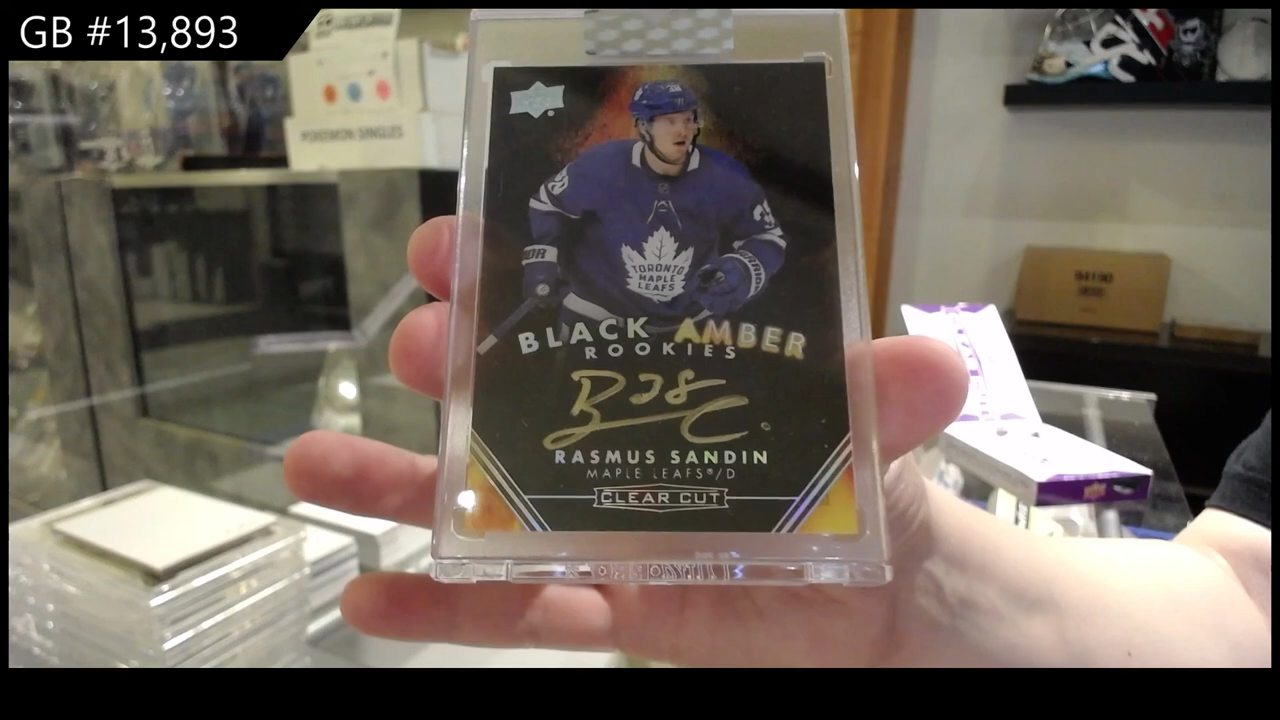 GB #13,893
POKEMON SINGLES
TORONTO
MAPLE
LEAFS
BLACK AMBER
ROOKIES
RASMUS SANDIN
MAPLE LEAFS®/D
CLEAR CUT